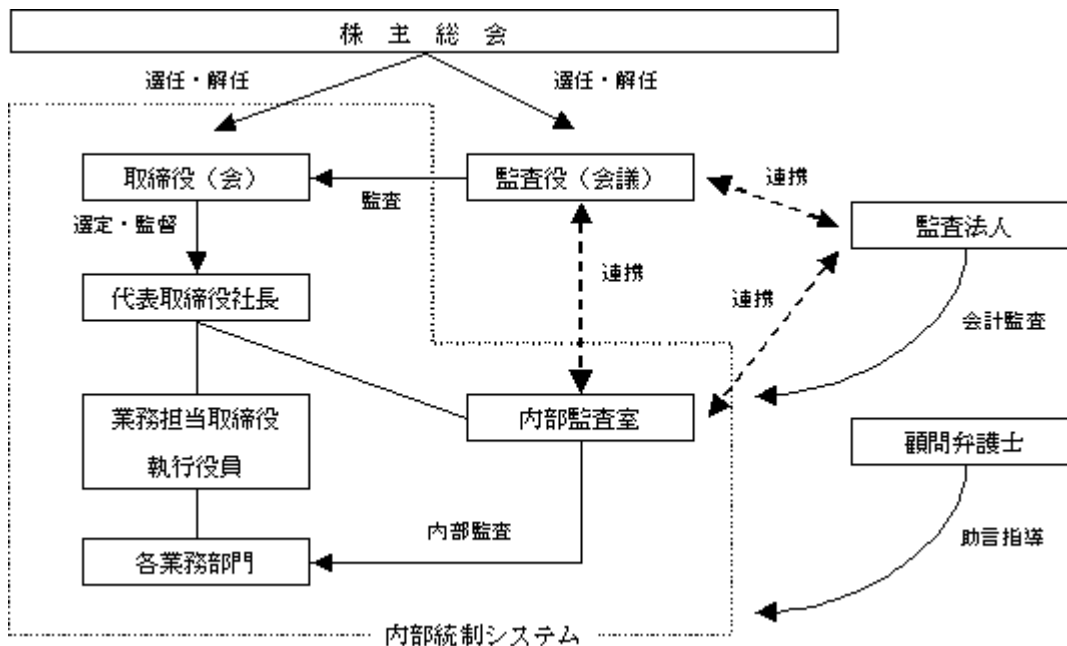 株主総会
選任・解任
選任・解任
取締役（会）
監査
監査役（会議）
連携
監査法人
選定・監督
連携
代表取締役社長
連携
会計監査
業務担当取締役
執行役員
内部監査室
顧問弁護士
内部監査
助言指導
各業務部門
内部統制システム